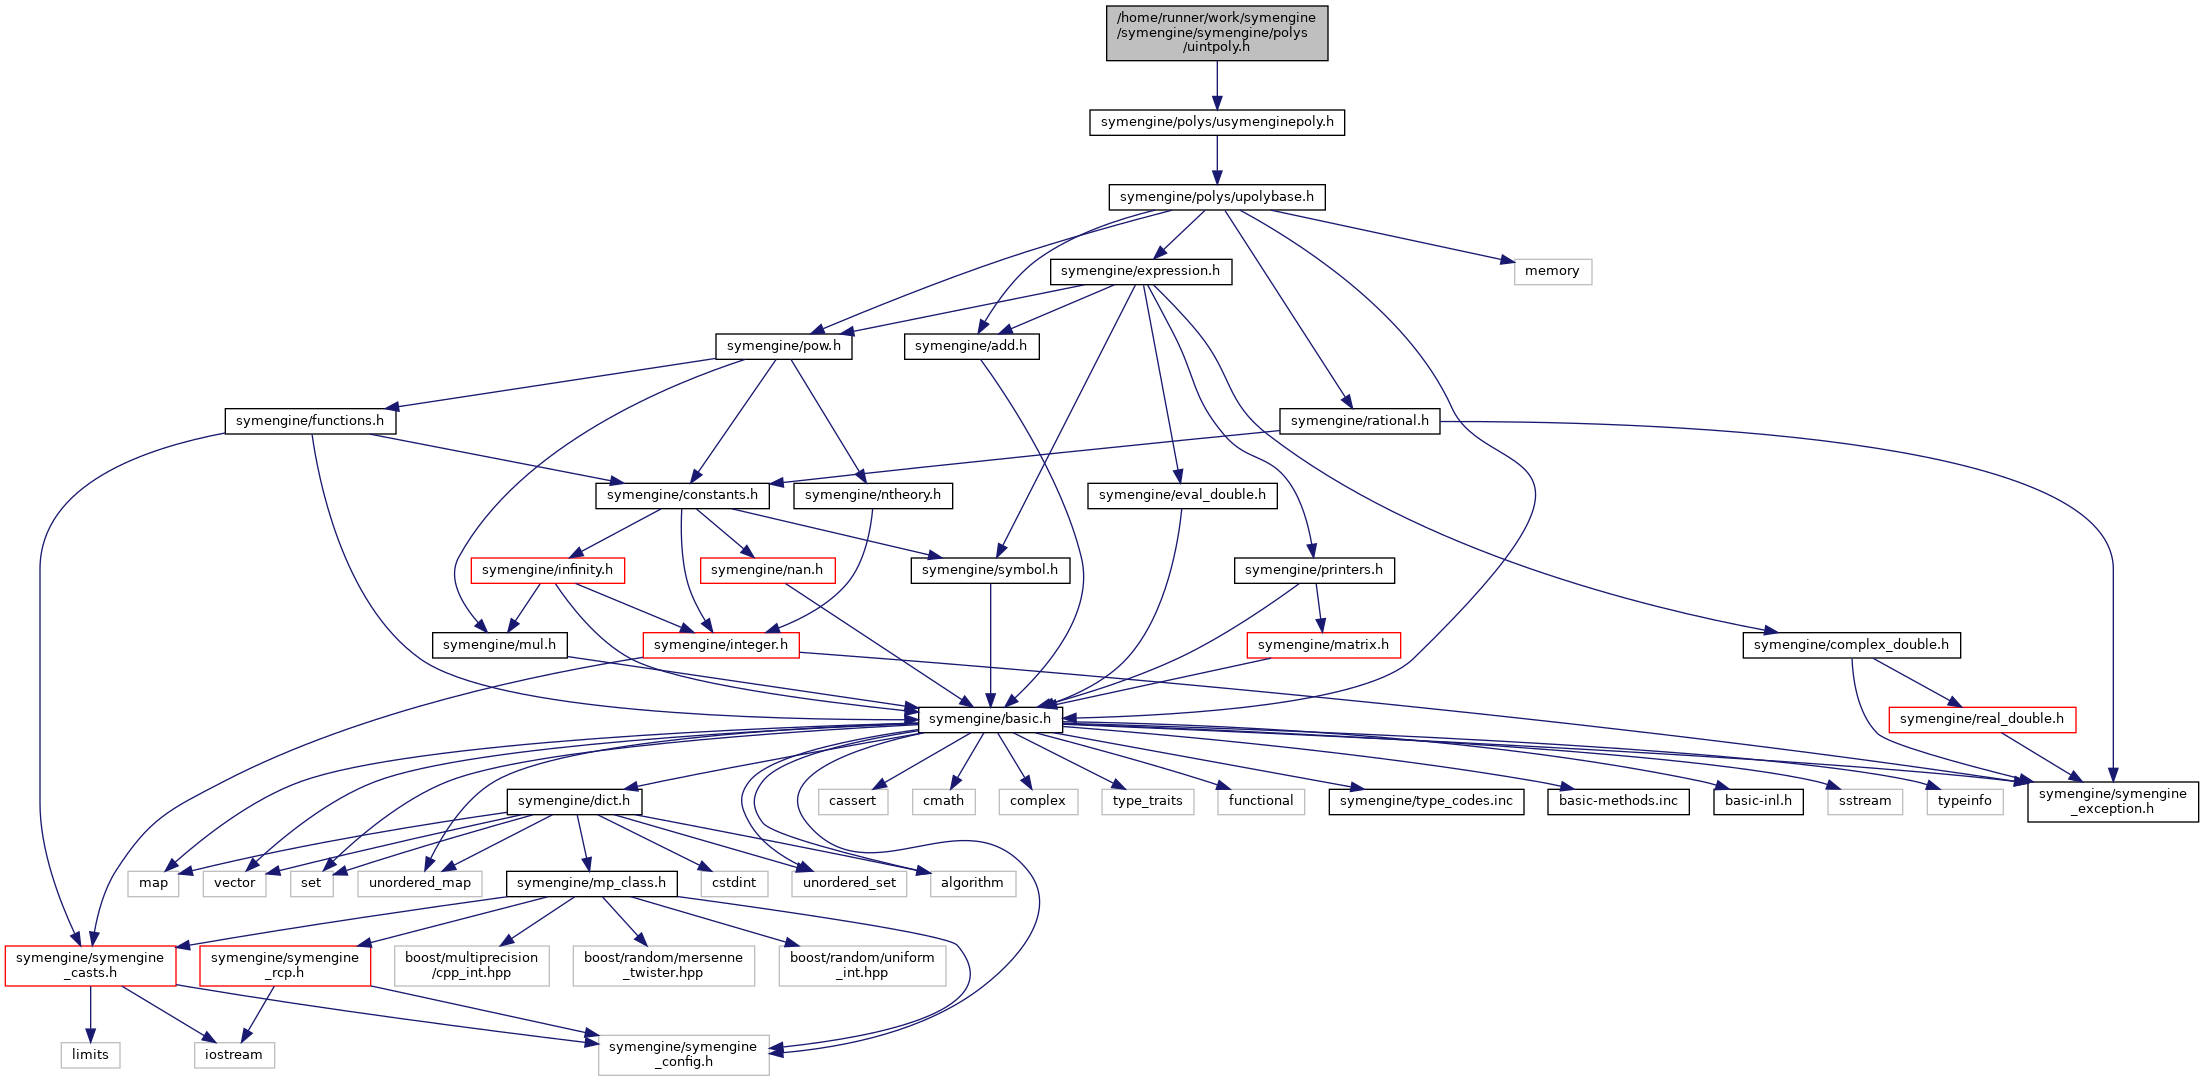 /home/runner/work/symengine
/symengine/symengine/polys
/uintpoly.h
symengine/polys/usymenginepoly.h
symengine/polys/upolybase.h
symengine/expression.h
memory
symengine/pow.h
symengine/add.h
symengine/functions.h
symengine/rational.h
symengine/constants.h
symengine/ntheory.h
symengine/eval_double.h
symengine/infinity.h
symengine/nan.h
symengine/symbol.h
symengine/printers.h
symengine/mul.h
symengine/integer.h
symengine/matrix.h
symengine/complex_double.h
symengine/basic.h
symengine/real_double.h
symengine/dict.h
cassert
cmath
complex
type_traits
functional
symengine/type_codes.inc
basic-methods.inc
basic-inl.h
sstream
typeinfo
symengine/symengine
_exception.h
map
vector
set
unordered_map
symengine/mp_class.h
cstdint
unordered_set
algorithm
symengine/symengine
_casts.h
symengine/symengine
_rcp.h
boost/multiprecision
/cpp_int.hpp
boost/random/mersenne
_twister.hpp
boost/random/uniform
_int.hpp
limits
iostream
symengine/symengine
_config.h